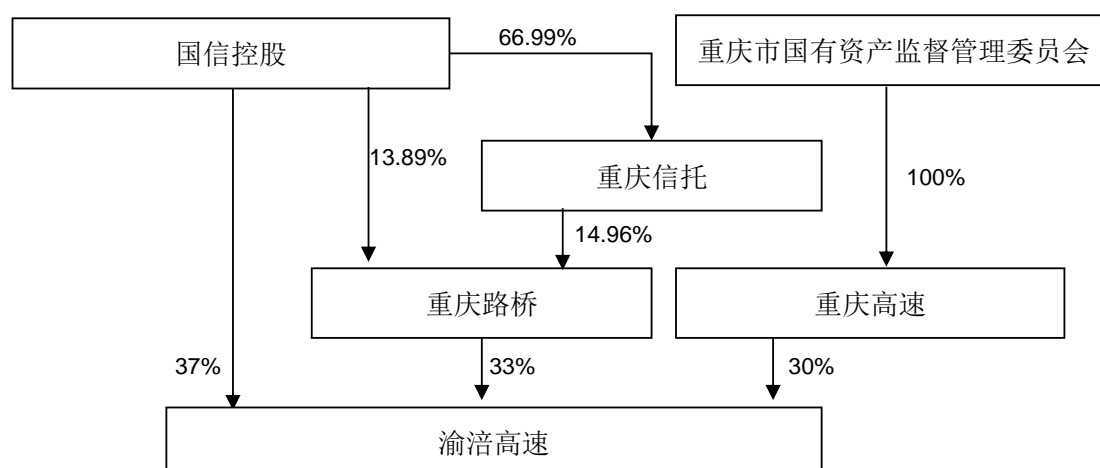 国信控股
66.99%
重庆市国有资产监督管理委员会
13.89%
重庆信托
100%
14.96%
重庆路桥
重庆高速
37%
33%
30%
渝涪高速